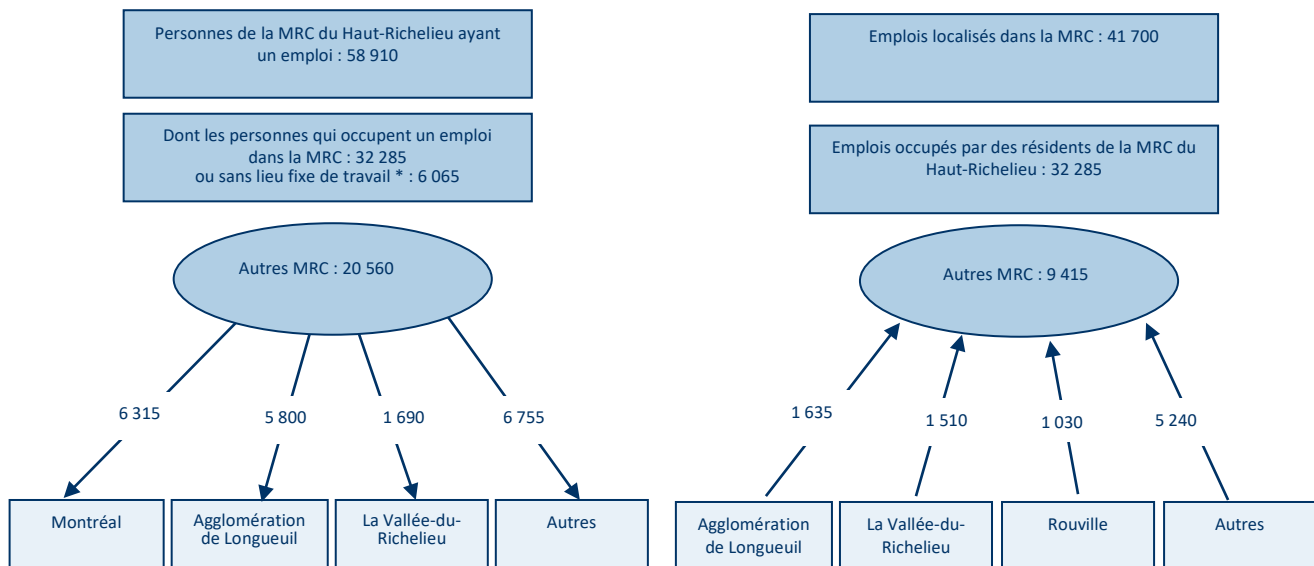 Personnes de la MRC du Haut-Richelieu ayant
un emploi : 58 910
Dont les personnes qui occupent un emploi
dans la MRC : 32 285
ou sans lieu fixe de travail * : 6 065
Autres MRC : 20 560
6 315
5 800
1 690
6 755
Montréal
Agglomération
de Longueuil
La Vallée-du-
Richelieu
Autres
Emplois localisés dans la MRC : 41 700
Emplois occupés par des résidents de la MRC du
Haut-Richelieu : 32 285
Autres MRC : 9 415
1 635
1 510
1 030
5 240
Agglomération
de Longueuil
La Vallée-du-
Richelieu
Rouville
Autres